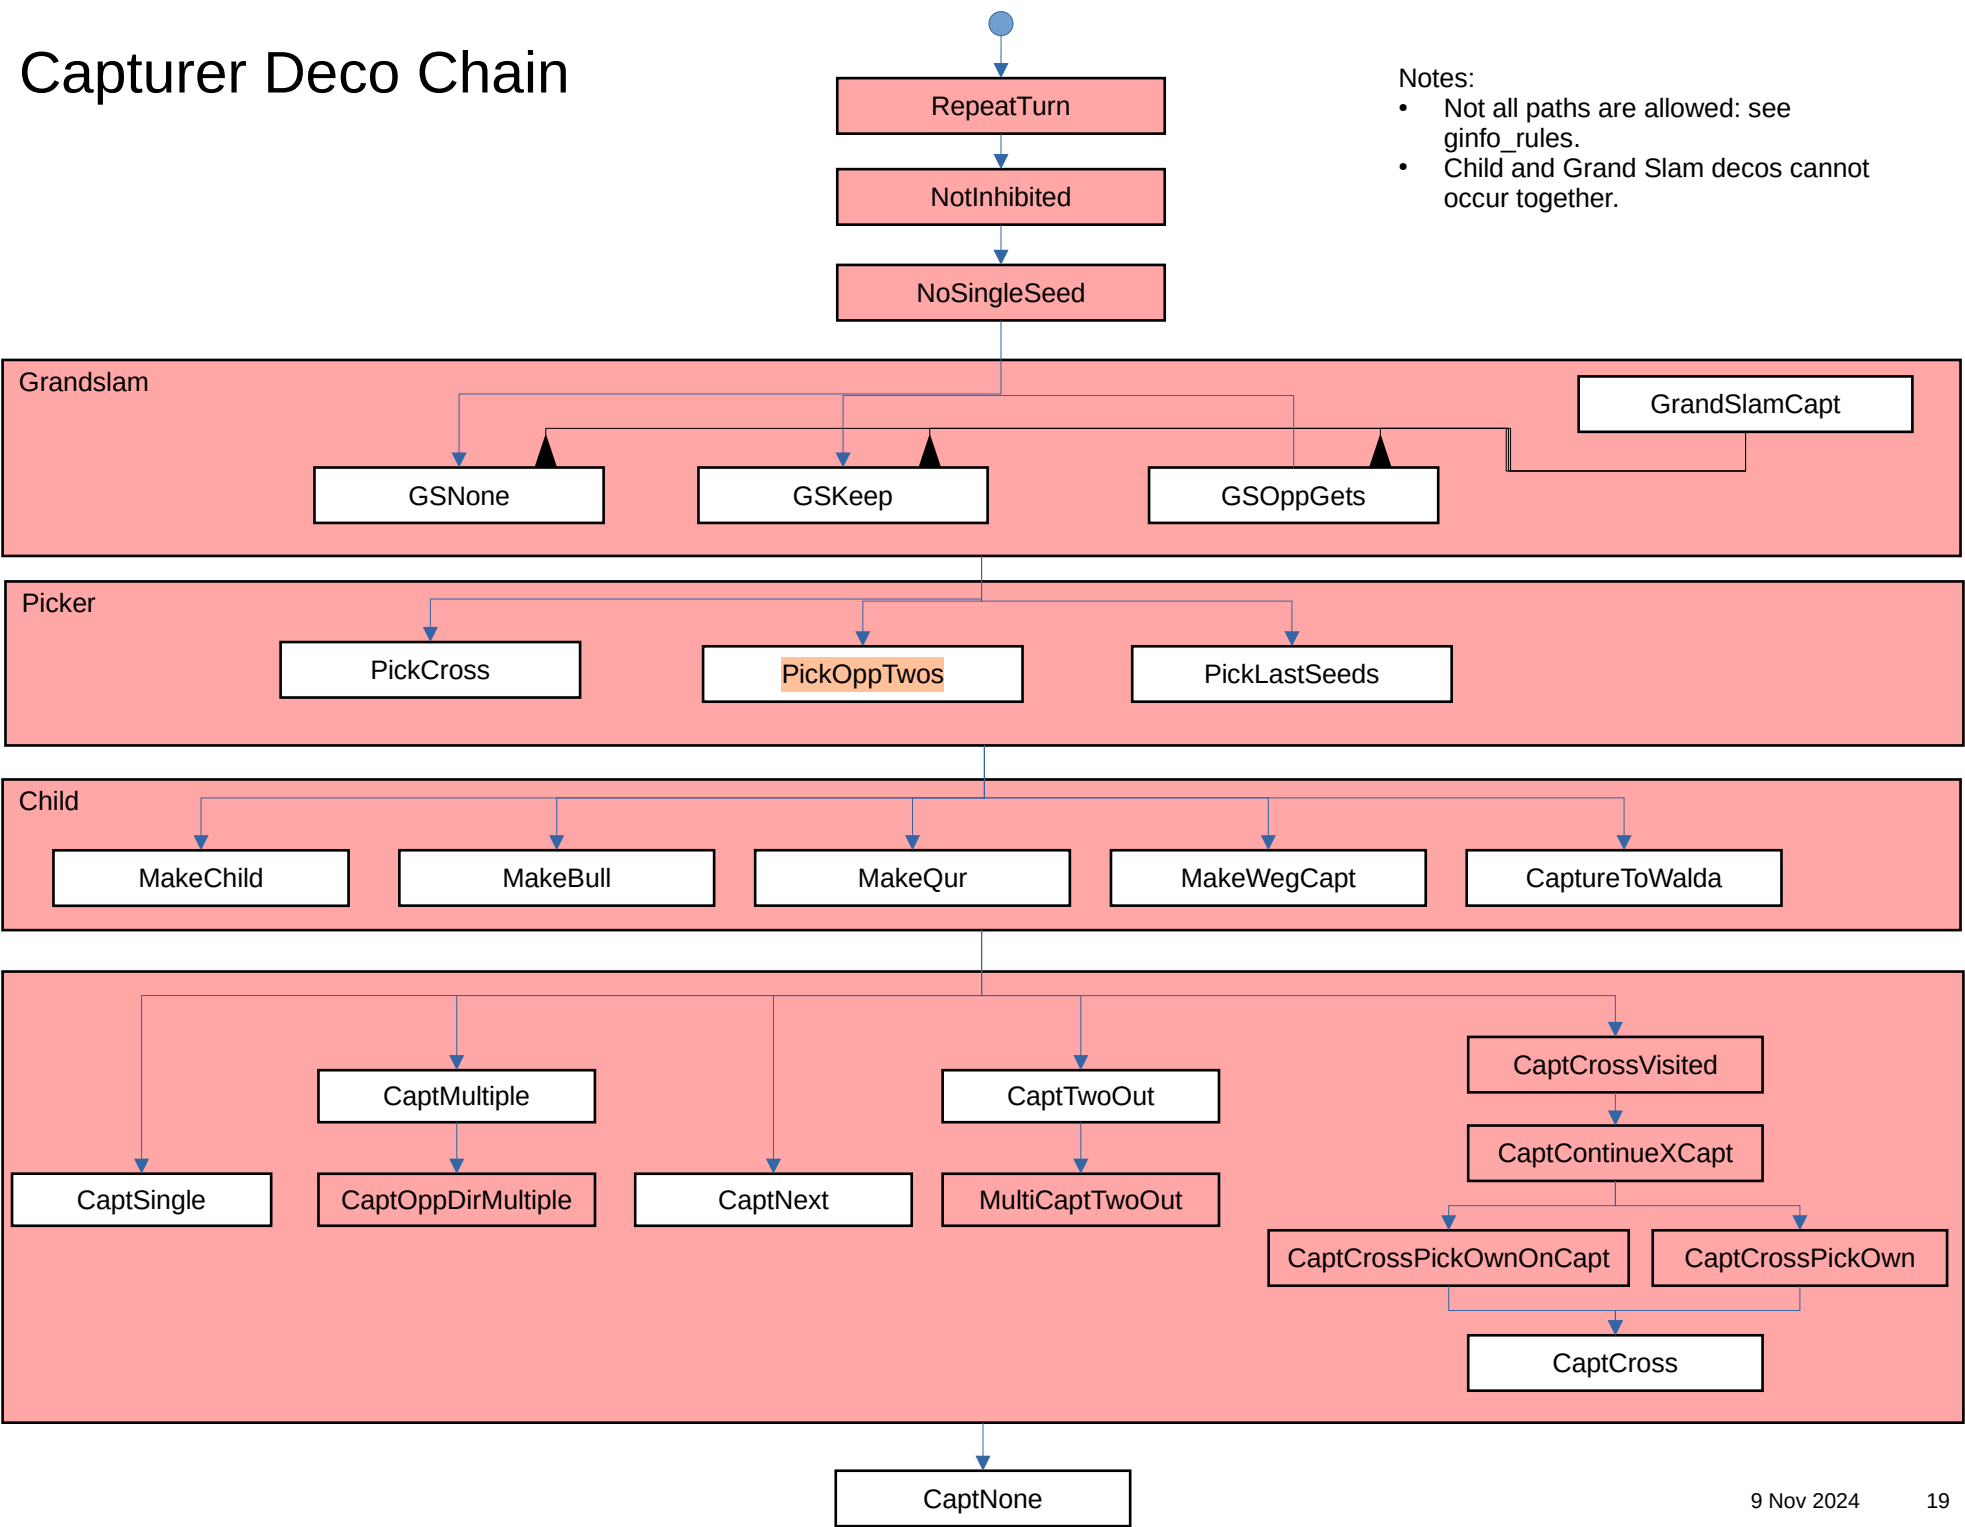 Capturer Deco Chain
RepeatTurn
Notes:
• Not all paths are allowed: see
ginfo_rules.
• Child and Grand Slam decos cannot
occur together.
NotInhibited
NoSingleSeed
Grandslam
GrandSlamCapt
GSNone
GSKeep
GSOppGets
Picker
PickCross
PickOppTwos
PickLastSeeds
Child
MakeChild
MakeBull
MakeQur
MakeWegCapt
CaptureToWalda
CaptCrossVisited
CaptMultiple
CaptTwoOut
CaptContinueXCapt
CaptSingle
CaptOppDirMultiple
CaptNext
MultiCaptTwoOut
CaptCrossPickOwnOnCapt
CaptCrossPickOwn
CaptCross
CaptNone
9 Nov 2024
19